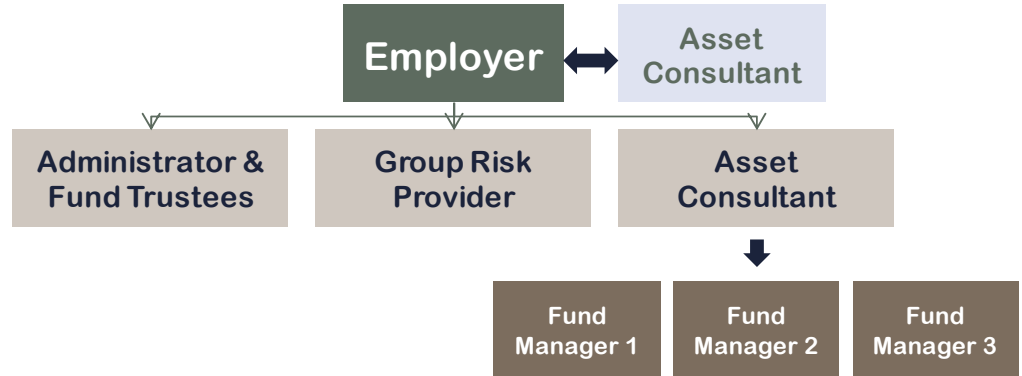 Employer
Asset
Consultant
Administrator &
Fund Trustees
Group Risk
Provider
Asset
Consultant
Fund
Manager 1
Fund
Manager 2
Fund
Manager 3